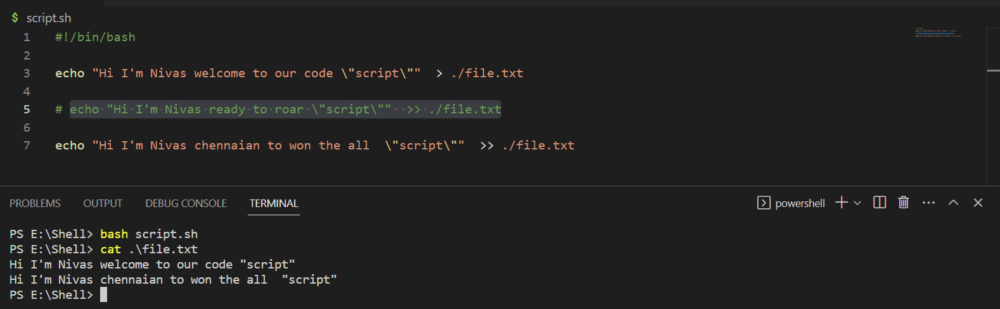 $ script.sh
1 #!/bin/bash
2
3 echo "Hi I'm Nivas welcome to our code \"script\""  > ./file.txt
4
5 # echo "Hi I'm Nivas ready to roar \"script\""  >> ./file.txt
6
7 echo "Hi I'm Nivas chennaian to won the all  \"script\""  >> ./file.txt
PROBLEMS OUTPUT DEBUG CONSOLE TERMINAL powershell
PS E:\Shell> bash script.sh
PS E:\Shell> cat .\file.txt
Hi I'm Nivas welcome to our code "script"
Hi I'm Nivas chennaian to won the all  "script"
PS E:\Shell>